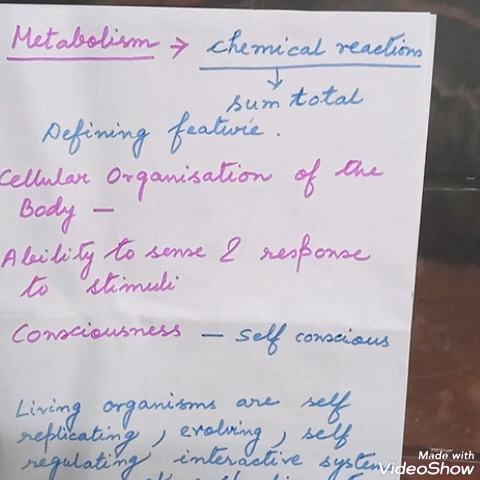 Metabolism → chemical reactions
↓
sum total
Defining feature.
Cellular Organisation of the
Body —
Ability to sense & response
to stimuli
Consciousness — self conscious
Living organisms are self
replicating, evolving, self
regulating interactive system
Made with
VideoShow